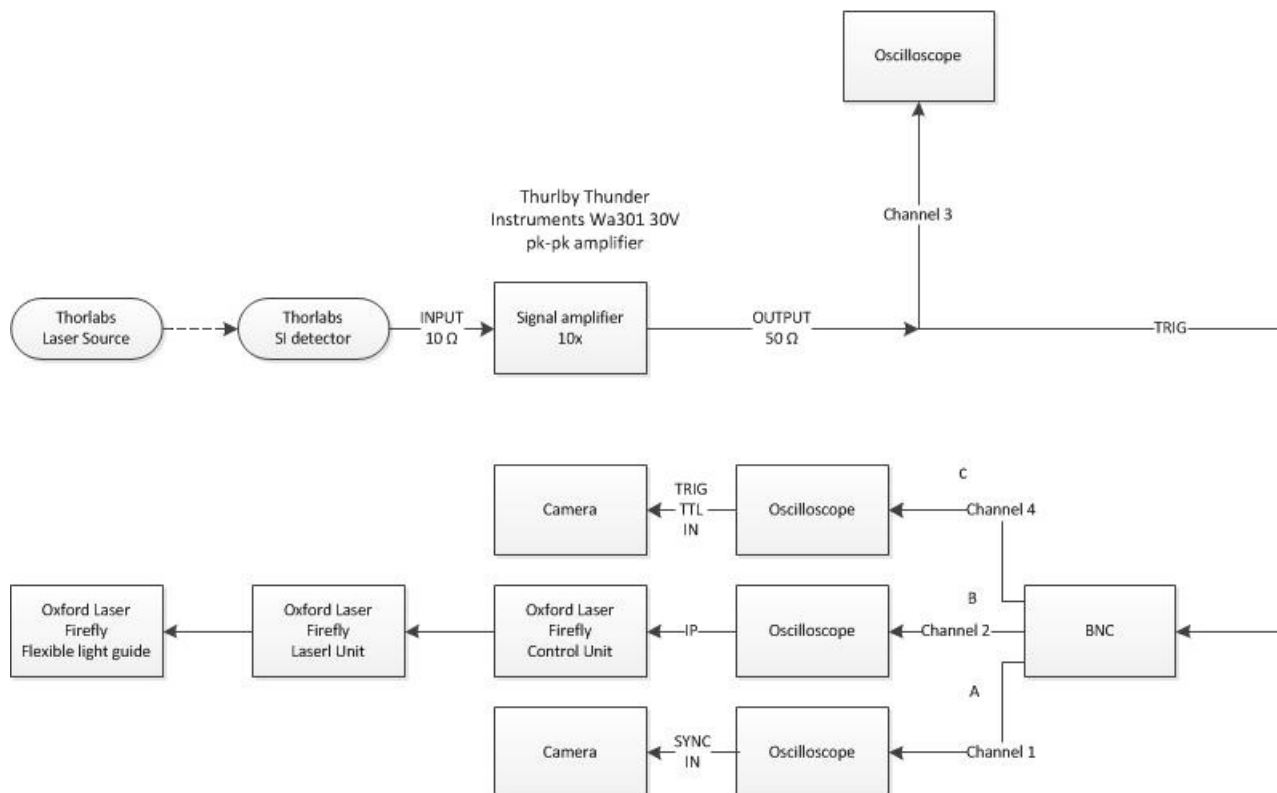 Oscilloscope
Channel 3
Thurlby Thunder
Instruments Wa301 30V
pk-pk amplifier
Thorlabs
Laser Source
Thorlabs
SI detector
INPUT
10 Ω
Signal amplifier
10x
OUTPUT
50 Ω
TRIG
Camera
TRIG
TTL
IN
Oscilloscope
C
Channel 4
Oxford Laser
Firefly
Flexible light guide
Oxford Laser
Firefly
Laserl Unit
Oxford Laser
Firefly
Control Unit
IP
Oscilloscope
B
Channel 2
BNC
A
Camera
SYNC
IN
Oscilloscope
Channel 1